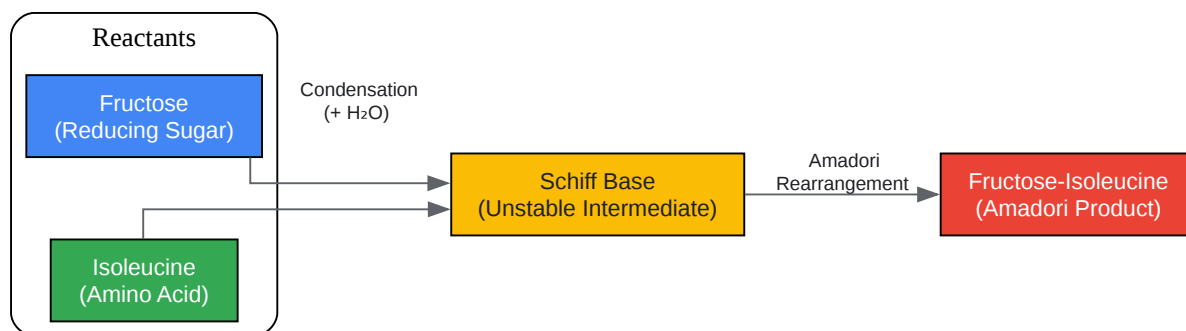 Reactants
Fructose
(Reducing Sugar)
Condensation
(+ H₂O)
Isoleucine
(Amino Acid)
Schiff Base
(Unstable Intermediate)
Amadori
Rearrangement
Fructose-Isoleucine
(Amadori Product)